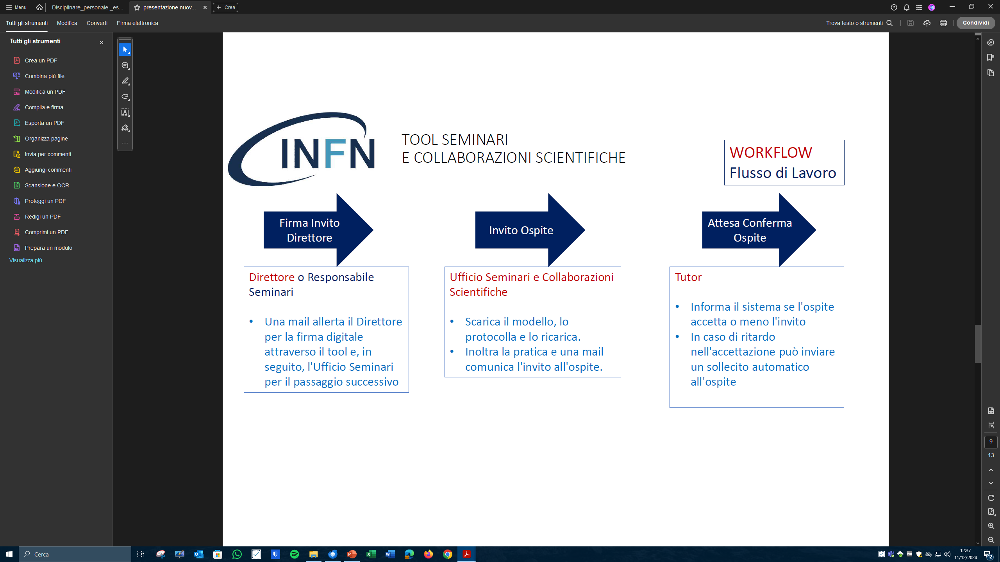 Menu
Disciplinare_personale _es...
presentazione nuov...
Crea
Tutti gli strumenti
Modifica
Converti
Firma elettronica
Trova testo o strumenti
Condividi
Tutti gli strumenti
Crea un PDF
Combina più file
Modifica un PDF
Compila e firma
Esporta un PDF
Organizza pagine
Invia per commenti
Aggiungi commenti
Scansione e OCR
Proteggi un PDF
Redigi un PDF
Comprimi un PDF
Prepara un modulo
Visualizza più
INFN
TOOL SEMINARI
E COLLABORAZIONI SCIENTIFICHE
WORKFLOW
Flusso di Lavoro
Firma Invito
Direttore
Direttore o Responsabile
Seminari
• Una mail allerta il Direttore
per la firma digitale
attraverso il tool e, in
seguito, l'Ufficio Seminari
per il passaggio successivo
Invito Ospite
Ufficio Seminari e Collaborazioni
Scientifiche
• Scarica il modello, lo
protocolla e lo ricarica.
• Inoltra la pratica e una mail
comunica l'invito all'ospite.
Attesa Conferma
Ospite
Tutor
• Informa il sistema se l'ospite
accetta o meno l'invito
• In caso di ritardo
nell'accettazione può inviare
un sollecito automatico
all'ospite
9
13
Cerca
12:37
11/12/2024
12